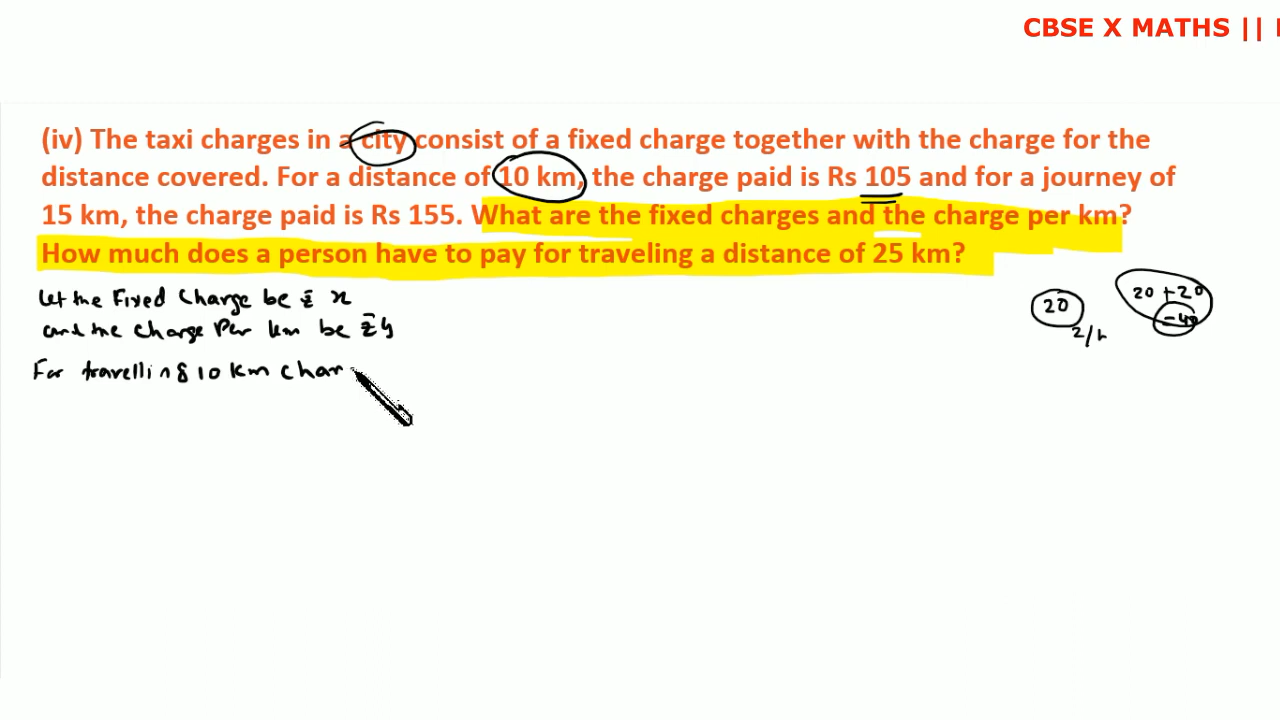 CBSE X MATHS ||
(iv) The taxi charges in a city consist of a fixed charge together with the charge for the
distance covered. For a distance of 10 km, the charge paid is Rs 105 and for a journey of
15 km, the charge paid is Rs 155. What are the fixed charges and the charge per km?
How much does a person have to pay for traveling a distance of 25 km?
Let the Fixed Charge be ₹ x
and the charge Per km be ₹ y
For travelling 10 km char
20
2/h
20 +20
-40